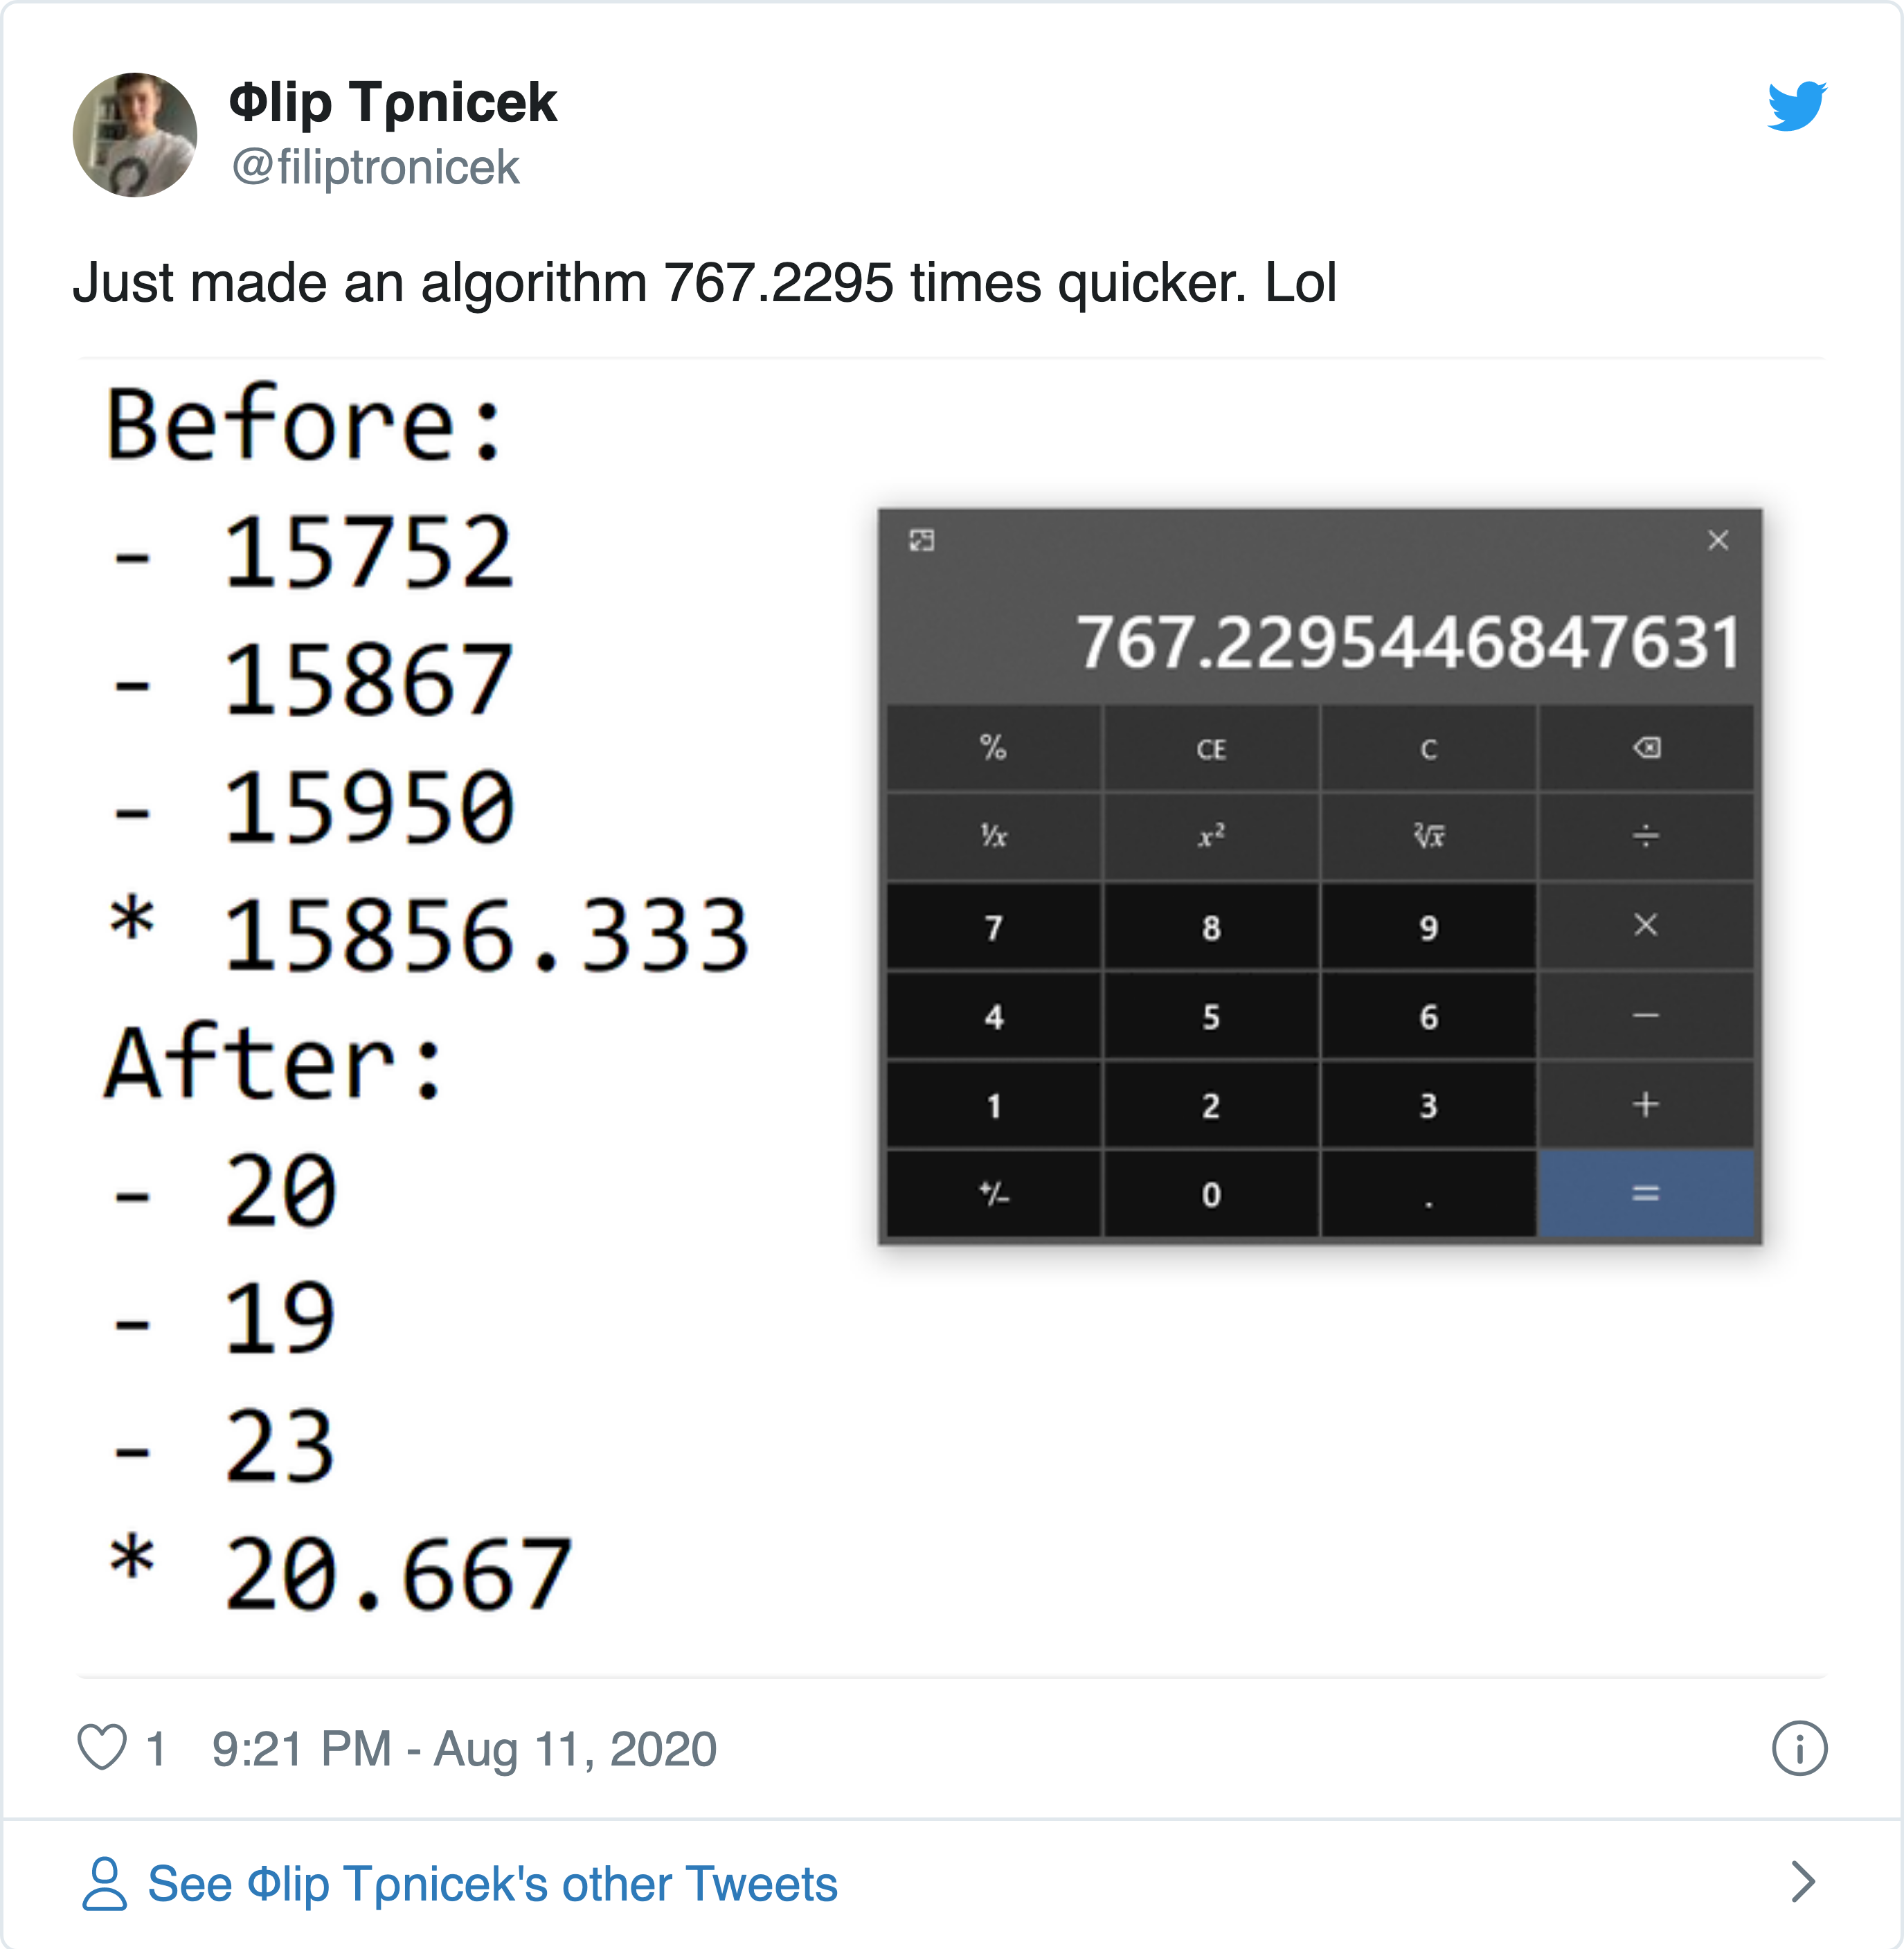 Φlip Tρnicek
@filiptronicek
Just made an algorithm 767.2295 times quicker. Lol
Before:
- 15752
- 15867
- 15950
* 15856.333
After:
- 20
- 19
- 23
* 20.667
767.2295446847631
% CE C
¹/x x² ²√x ÷
7 8 9 ×
4 5 6 −
1 2 3 +
+/− 0 . =
1 9:21 PM - Aug 11, 2020
See Φlip Tρnicek's other Tweets